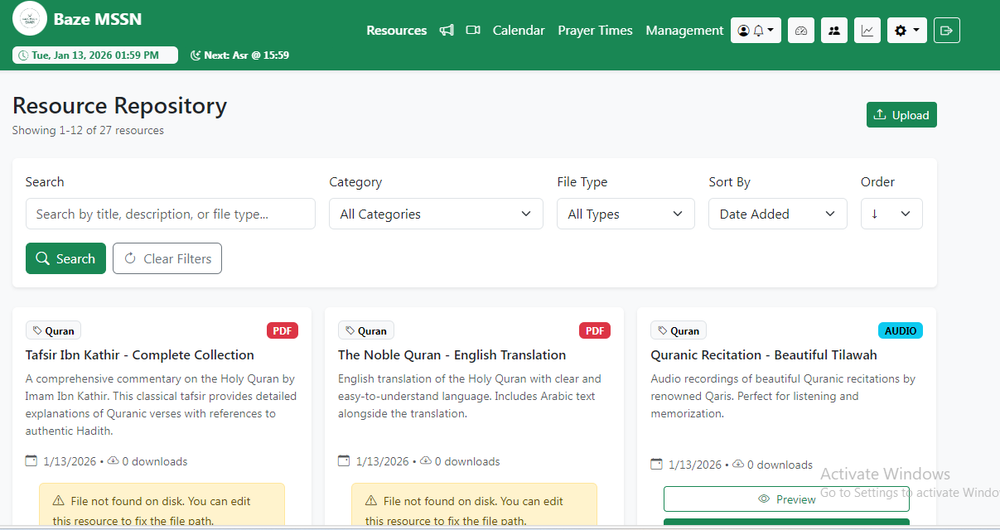 Baze MSSN
Resources
Calendar
Prayer Times
Management
Tue, Jan 13, 2026 01:59 PM
Next: Asr @ 15:59
Resource Repository
Showing 1-12 of 27 resources
Upload
Search
Category
File Type
Sort By
Order
Search by title, description, or file type...
All Categories
All Types
Date Added
↓
Search
Clear Filters
Quran
PDF
Tafsir Ibn Kathir - Complete Collection
A comprehensive commentary on the Holy Quran by
Imam Ibn Kathir. This classical tafsir provides detailed
explanations of Quranic verses with references to
authentic Hadith.
1/13/2026 • 0 downloads
File not found on disk. You can edit
this resource to fix the file path.
Quran
PDF
The Noble Quran - English Translation
English translation of the Holy Quran with clear and
easy-to-understand language. Includes Arabic text
alongside the translation.
1/13/2026 • 0 downloads
File not found on disk. You can edit
this resource to fix the file path.
Quran
AUDIO
Quranic Recitation - Beautiful Tilawah
Audio recordings of beautiful Quranic recitations by
renowned Qaris. Perfect for listening and
memorization.
1/13/2026 • 0 downloads
Preview
Activate Windows
Go to Settings to activate Windo